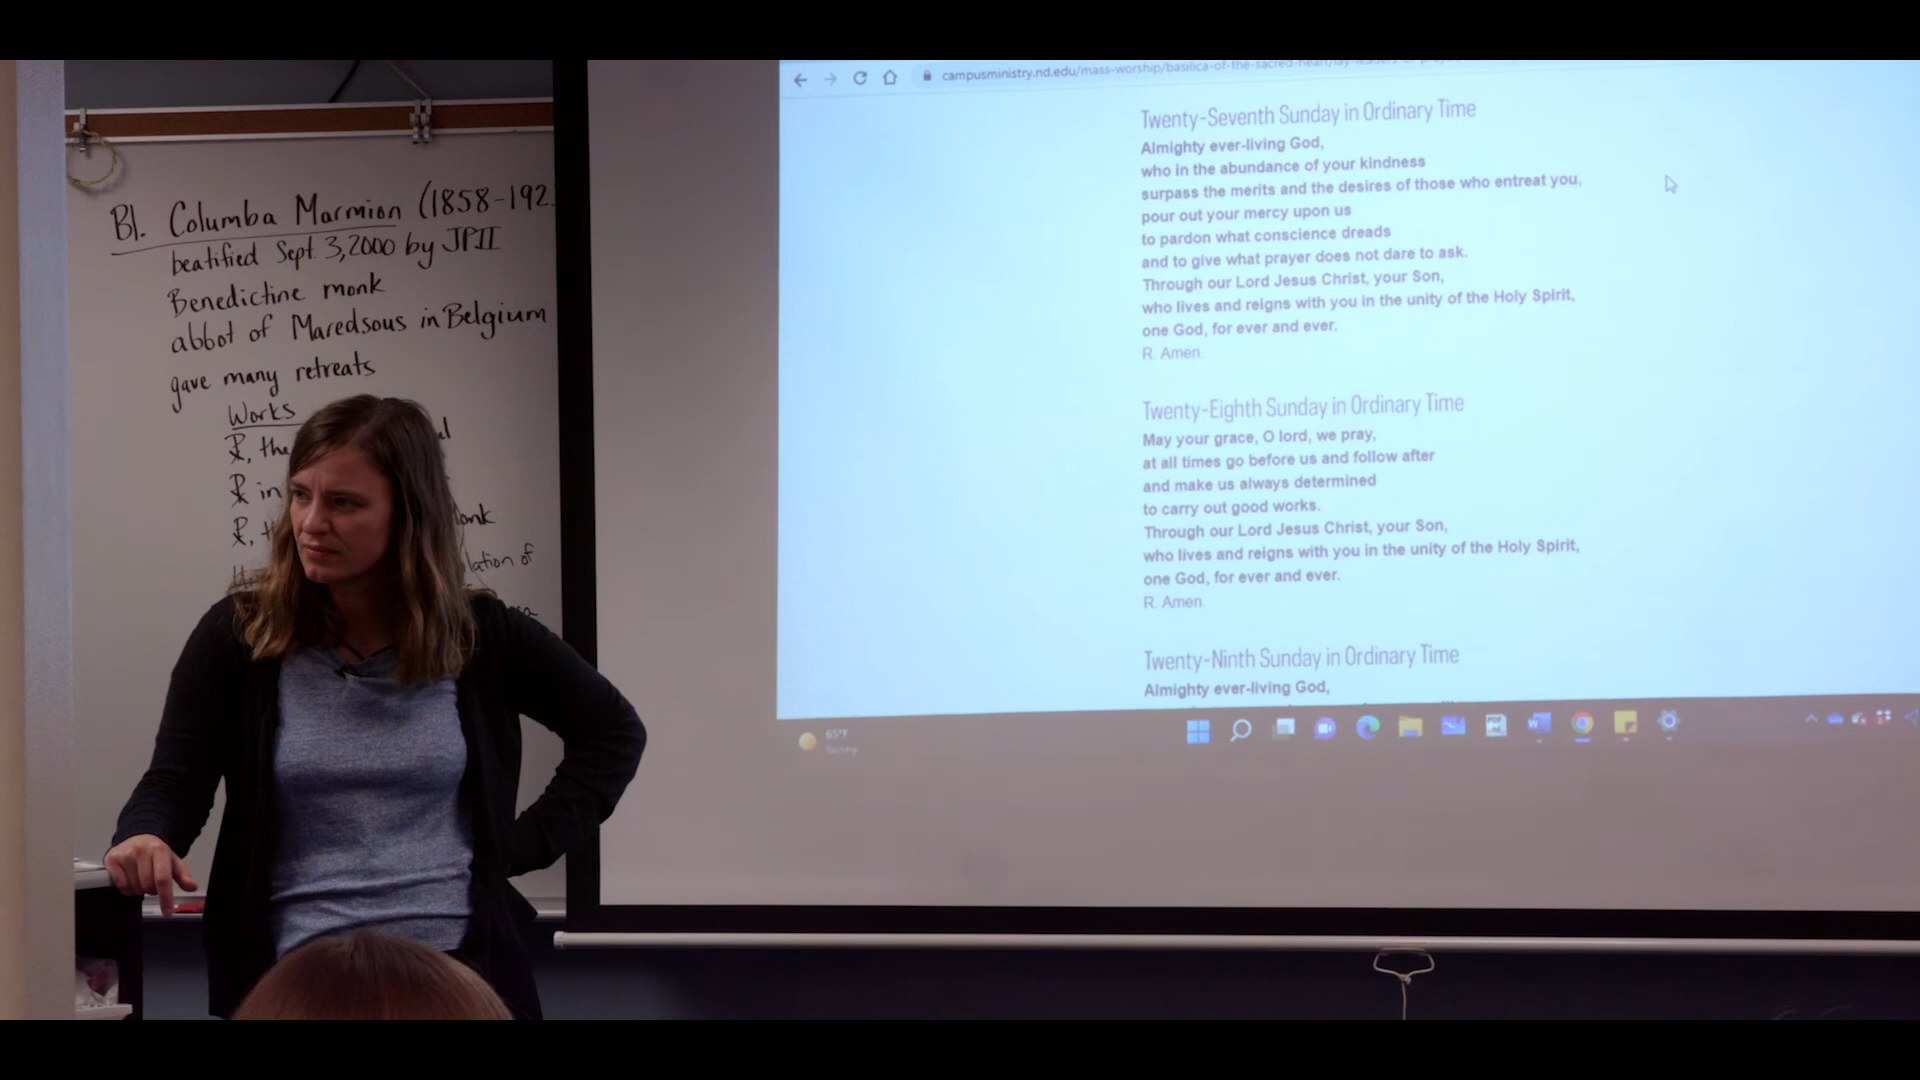 Bl. Columba Marmion (1858-192
beatified Sept. 3, 2000 by JPII
Benedictine monk
abbot of Maredsous in Belgium
gave many retreats
Works
☧, the
☧ in
☧,
lation of
campusministry.nd.edu/mass-worship/basilica-of-the-sacred-heart/lay-leaders-of-
Twenty-Seventh Sunday in Ordinary Time
Almighty ever-living God,
who in the abundance of your kindness
surpass the merits and the desires of those who entreat you,
pour out your mercy upon us
to pardon what conscience dreads
and to give what prayer does not dare to ask.
Through our Lord Jesus Christ, your Son,
who lives and reigns with you in the unity of the Holy Spirit,
one God, for ever and ever.
R. Amen.
Twenty-Eighth Sunday in Ordinary Time
May your grace, O lord, we pray,
at all times go before us and follow after
and make us always determined
to carry out good works.
Through our Lord Jesus Christ, your Son,
who lives and reigns with you in the unity of the Holy Spirit,
one God, for ever and ever.
R. Amen.
Twenty-Ninth Sunday in Ordinary Time
Almighty ever-living God,
65°F
Sunny